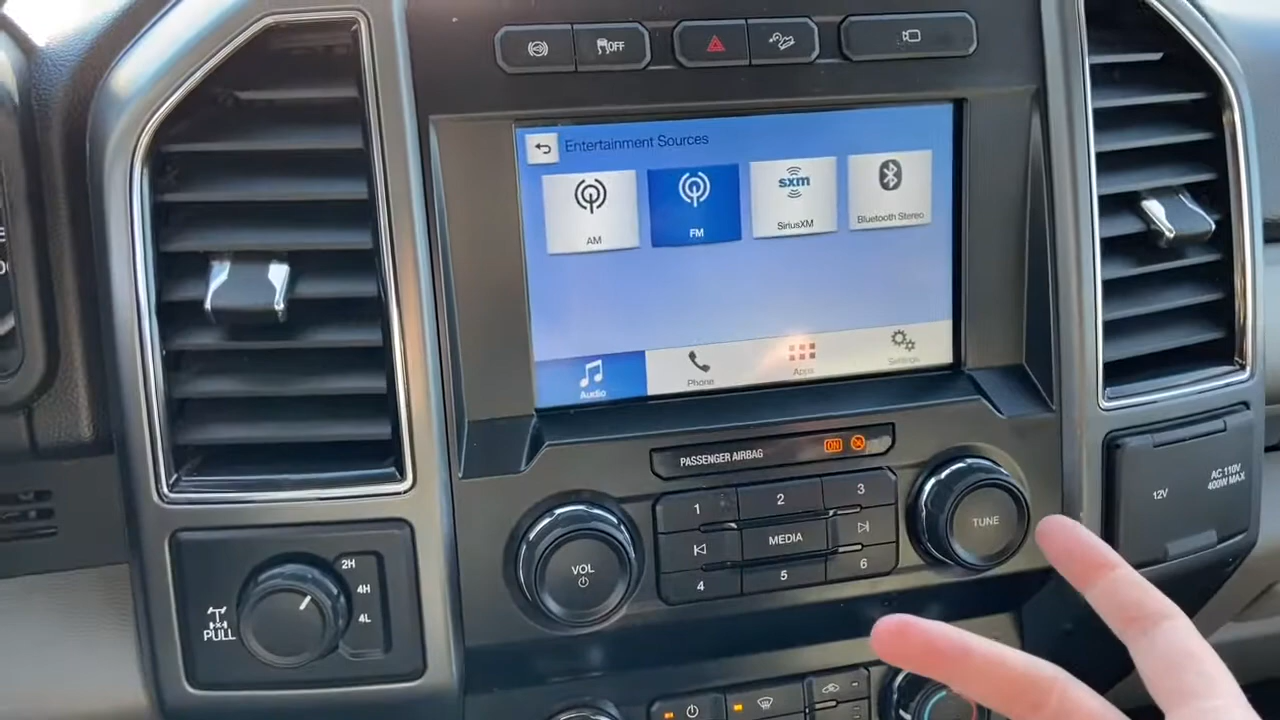 OFF
Entertainment Sources
AM
FM
sxm
SiriusXM
Bluetooth Stereo
Audio
Phone
Apps
Settings
PASSENGER AIRBAG
ON
1
2
3
MEDIA
4
5
6
VOL
TUNE
2H
4H
4L
PULL
12V
AC 110V
400W MAX